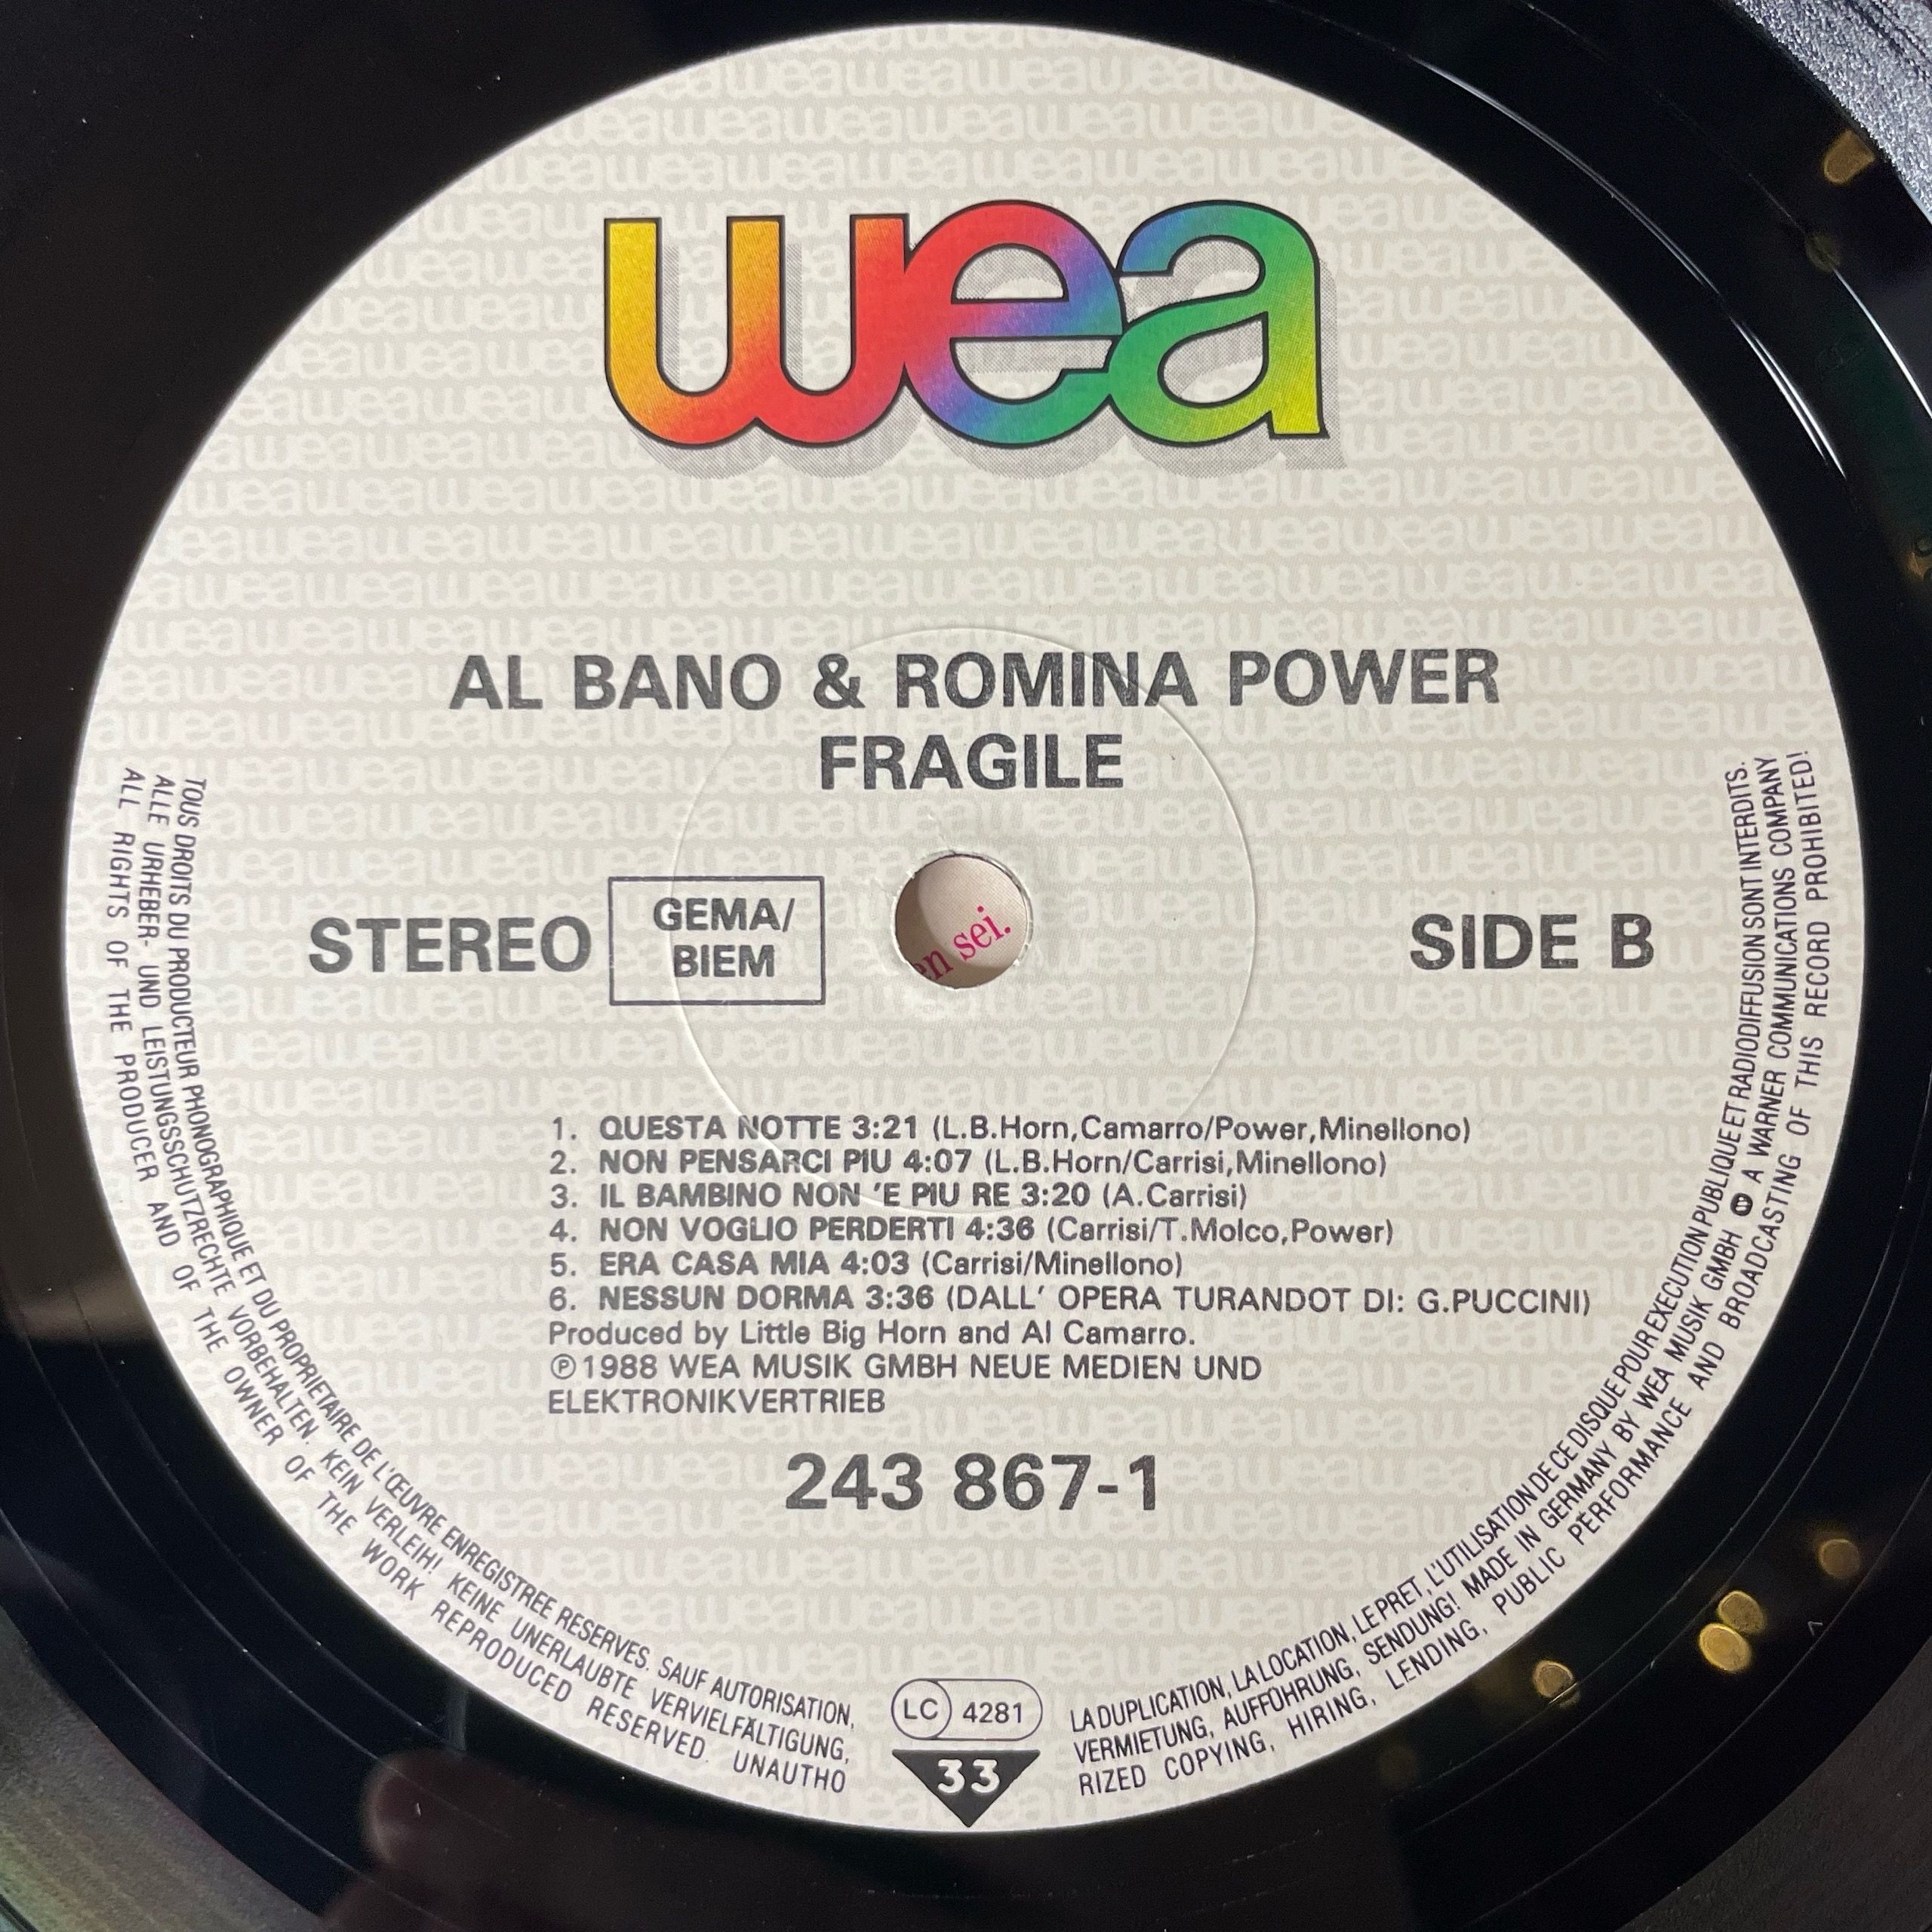 wea
AL BANO & ROMINA POWER
FRAGILE
STEREO
GEMA/
BIEM
en sei.
SIDE B
1. QUESTA NOTTE 3:21 (L.B.Horn,Camarro/Power,Minellono)
2. NON PENSARCI PIU 4:07 (L.B.Horn/Carrisi,Minellono)
3. IL BAMBINO NON 'E PIU RE 3:20 (A.Carrisi)
4. NON VOGLIO PERDERTI 4:36 (Carrisi/T.Molco,Power)
5. ERA CASA MIA 4:03 (Carrisi/Minellono)
6. NESSUN DORMA 3:36 (DALL' OPERA TURANDOT DI: G.PUCCINI)
Produced by Little Big Horn and Al Camarro.
℗1988 WEA MUSIK GMBH NEUE MEDIEN UND
ELEKTRONIKVERTRIEB
243 867-1
TOUS DROITS DU PRODUCTEUR PHONOGRAPHIQUE ET DU PROPRIETAIRE DE L'ŒUVRE ENREGISTREE RESERVES. SAUF AUTORISATION, LA DUPLICATION, LA LOCATION, LE PRET, L'UTILISATION DE CE DISQUE POUR EXECUTION PUBLIQUE ET RADIODIFFUSION SONT INTERDITS.
ALLE URHEBER- UND LEISTUNGSSCHUTZRECHTE VORBEHALTEN. KEIN VERLEIH! KEINE UNERLAUBTE VERVIELFÄLTIGUNG, VERMIETUNG, AUFFÜHRUNG, SENDUNG! MADE IN GERMANY BY WEA MUSIK GMBH A WARNER COMMUNICATIONS COMPANY
ALL RIGHTS OF THE PRODUCER AND OF THE OWNER OF THE WORK REPRODUCED RESERVED. UNAUTHO RIZED COPYING, HIRING, LENDING, PUBLIC PERFORMANCE AND BROADCASTING OF THIS RECORD PROHIBITED!
LC 4281
33